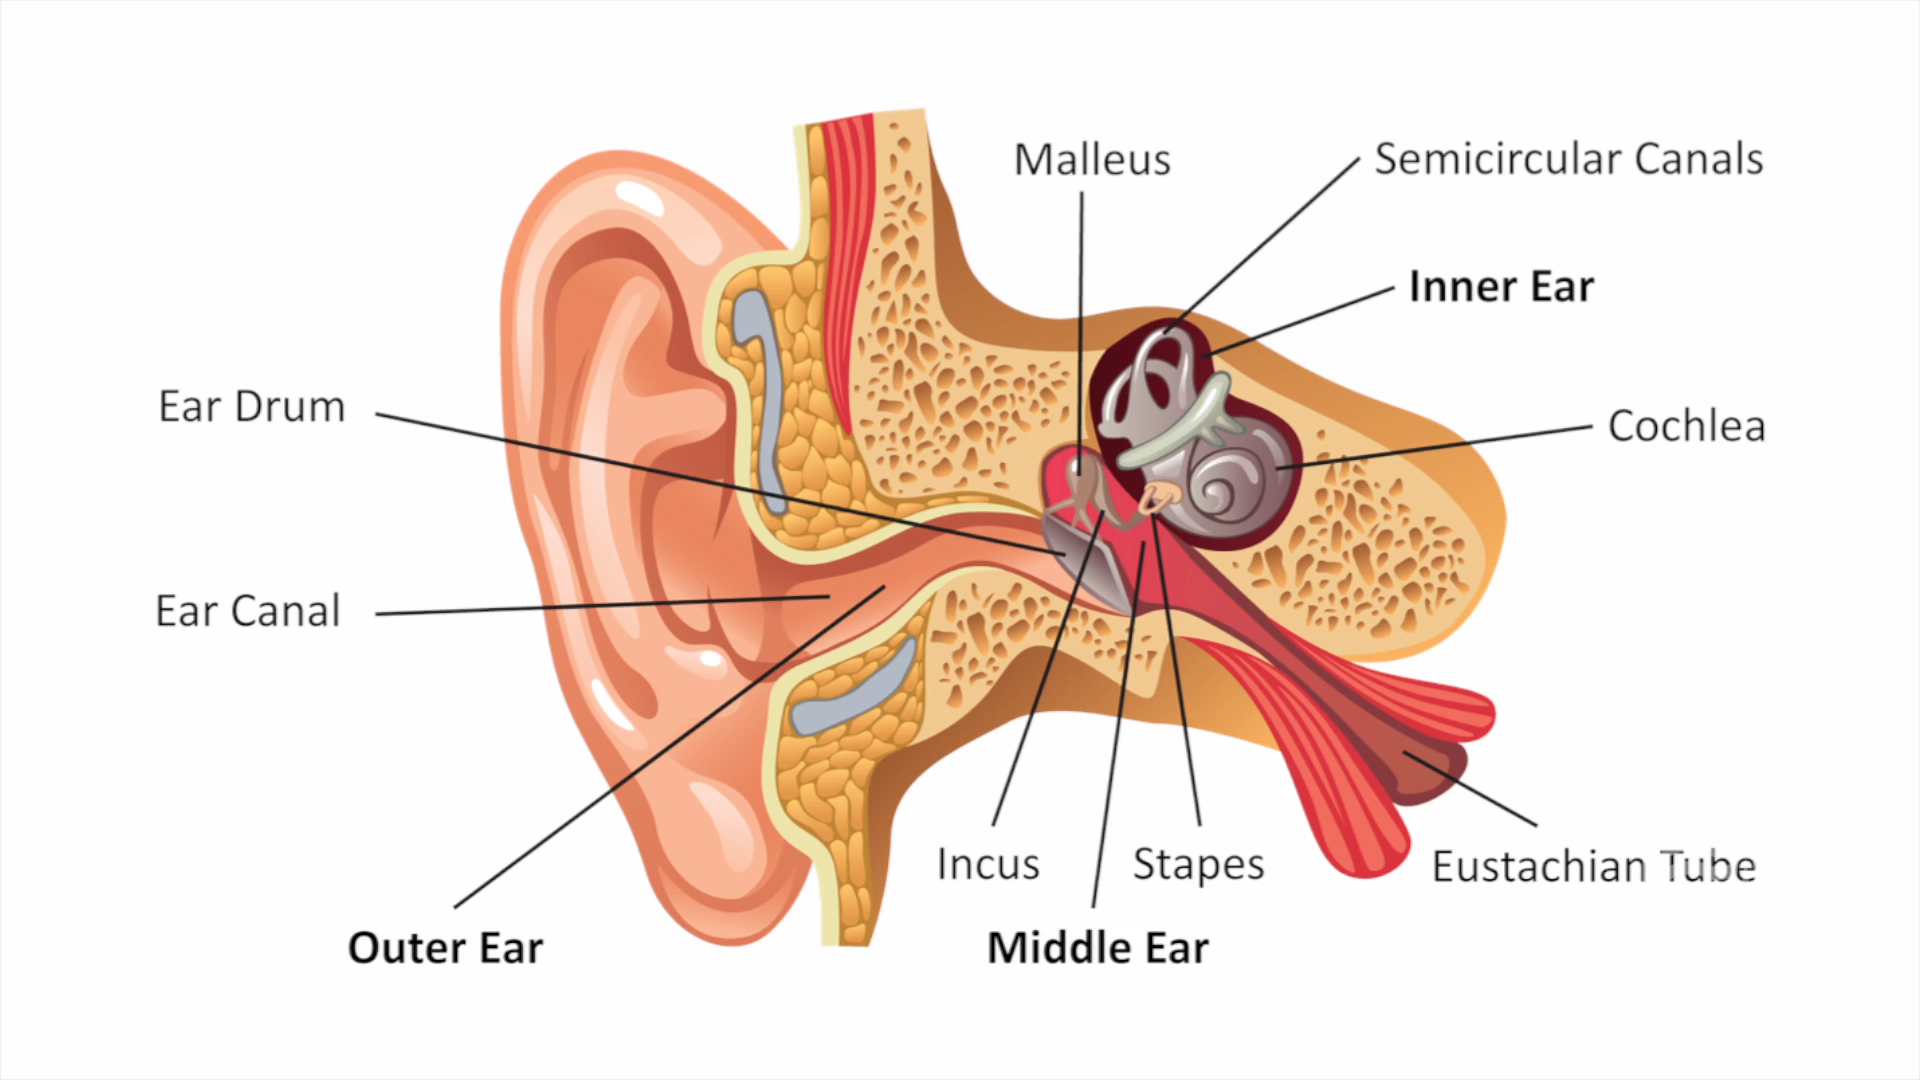 Malleus
Semicircular Canals
Inner Ear
Ear Drum
Cochlea
Ear Canal
Incus
Stapes
Eustachian Tube
Outer Ear
Middle Ear